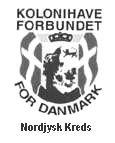 KOLONIHAVE
FORBUNDET
FOR DANMARK
Nordjysk Kreds